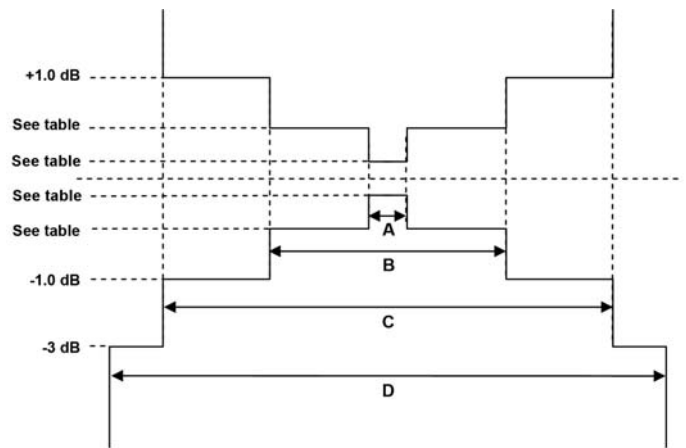 +1.0 dB
See table
See table
See table
See table
-1.0 dB
-3 dB
A
B
C
D